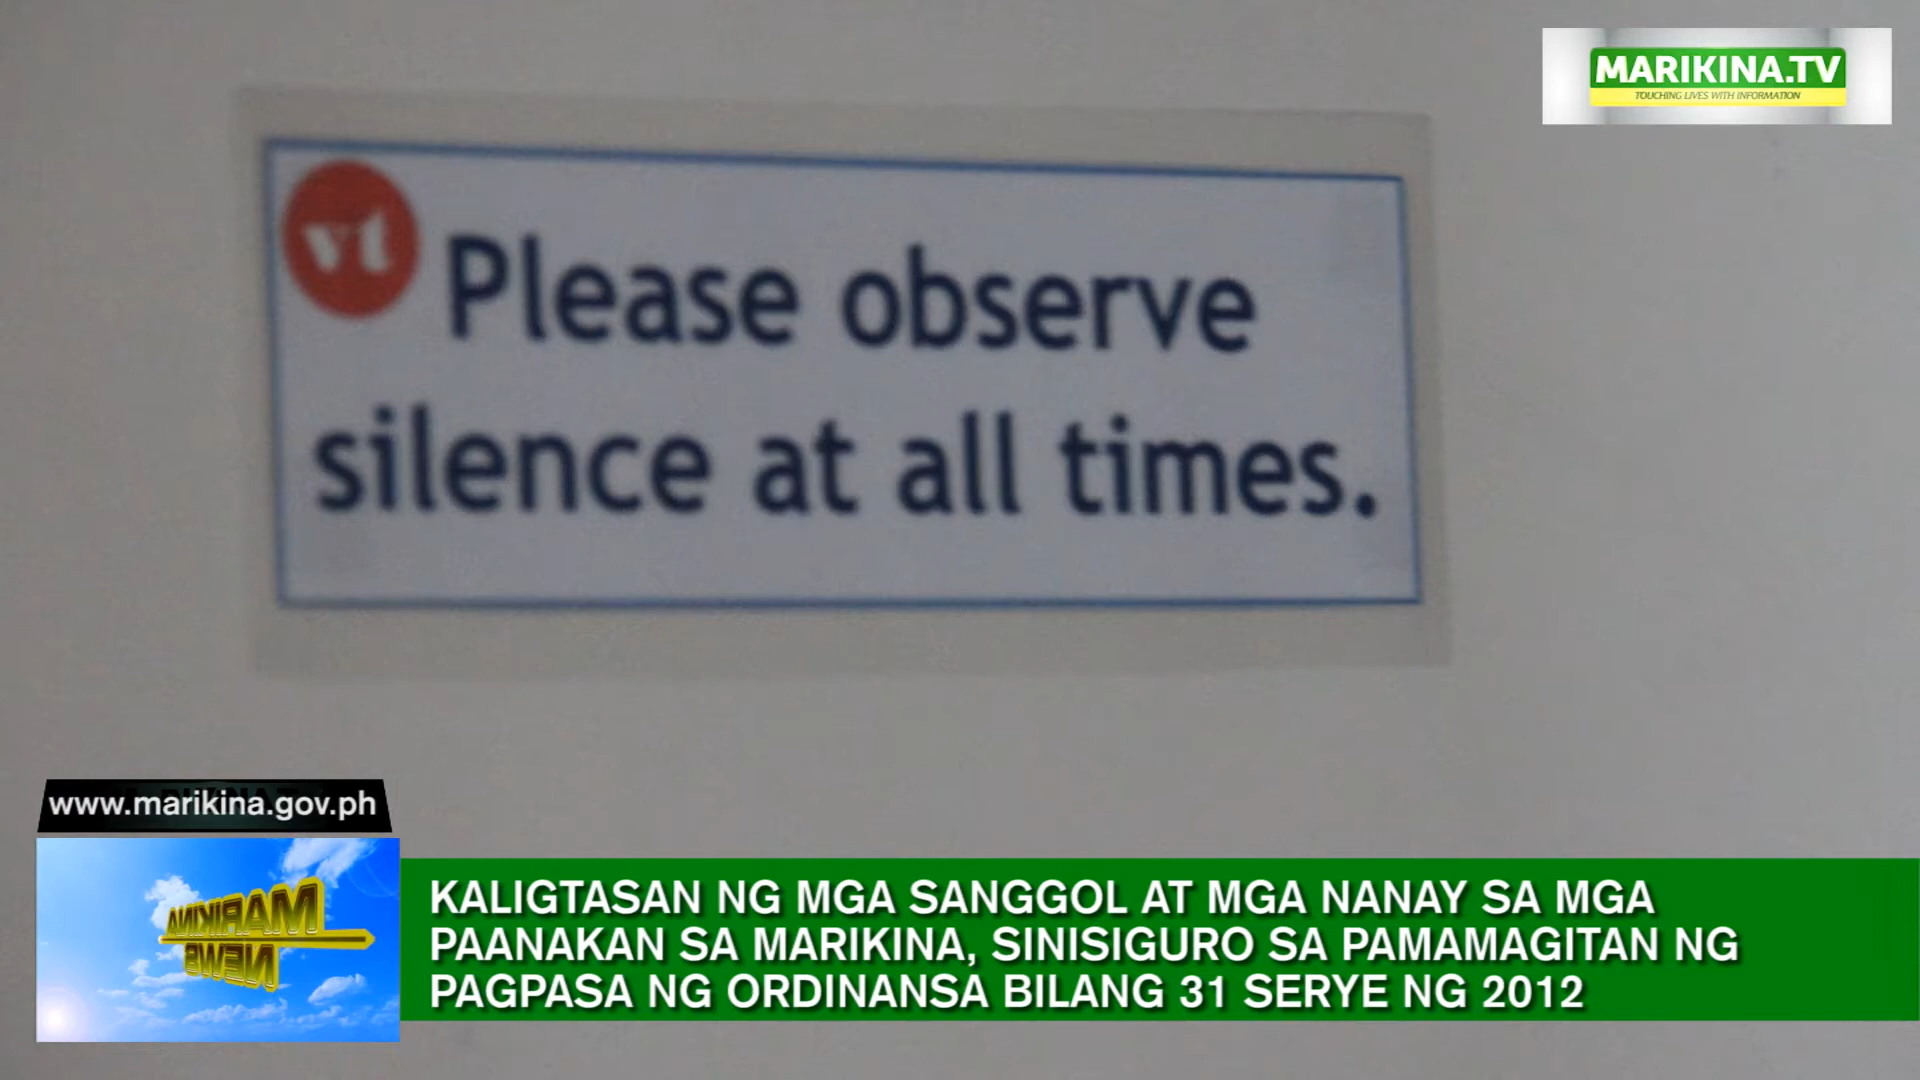 MARIKINA.TV
TOUCHING LIVES WITH INFORMATION
vt
Please observe
silence at all times.
www.marikina.gov.ph
MARIKINA
NEWS
KALIGTASAN NG MGA SANGGOL AT MGA NANAY SA MGA
PAANAKAN SA MARIKINA, SINISIGURO SA PAMAMAGITAN NG
PAGPASA NG ORDINANSA BILANG 31 SERYE NG 2012